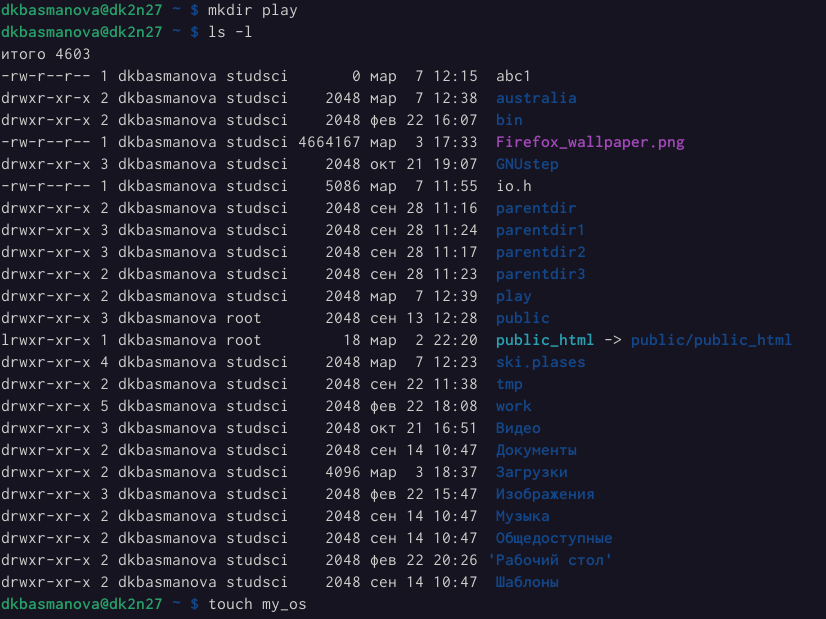 dkbasmanova@dk2n27 ~ $ mkdir play
dkbasmanova@dk2n27 ~ $ ls -l
итого 4603
-rw-r--r-- 1 dkbasmanova studsci       0 мар  7 12:15  abc1
drwxr-xr-x 2 dkbasmanova studsci    2048 мар  7 12:38  australia
drwxr-xr-x 2 dkbasmanova studsci    2048 фев 22 16:07  bin
-rw-r--r-- 1 dkbasmanova studsci 4664167 мар  3 17:33  Firefox_wallpaper.png
drwxr-xr-x 3 dkbasmanova studsci    2048 окт 21 19:07  GNUstep
-rw-r--r-- 1 dkbasmanova studsci    5086 мар  7 11:55  io.h
drwxr-xr-x 2 dkbasmanova studsci    2048 сен 28 11:16  parentdir
drwxr-xr-x 3 dkbasmanova studsci    2048 сен 28 11:24  parentdir1
drwxr-xr-x 3 dkbasmanova studsci    2048 сен 28 11:17  parentdir2
drwxr-xr-x 2 dkbasmanova studsci    2048 сен 28 11:23  parentdir3
drwxr-xr-x 2 dkbasmanova studsci    2048 мар  7 12:39  play
drwxr-xr-x 3 dkbasmanova root       2048 сен 13 12:28  public
lrwxr-xr-x 1 dkbasmanova root         18 мар  2 22:20  public_html -> public/public_html
drwxr-xr-x 4 dkbasmanova studsci    2048 мар  7 12:23  ski.plases
drwxr-xr-x 2 dkbasmanova studsci    2048 сен 22 11:38  tmp
drwxr-xr-x 5 dkbasmanova studsci    2048 фев 22 18:08  work
drwxr-xr-x 3 dkbasmanova studsci    2048 окт 21 16:51  Видео
drwxr-xr-x 2 dkbasmanova studsci    2048 сен 14 10:47  Документы
drwxr-xr-x 2 dkbasmanova studsci    4096 мар  3 18:37  Загрузки
drwxr-xr-x 3 dkbasmanova studsci    2048 фев 22 15:47  Изображения
drwxr-xr-x 2 dkbasmanova studsci    2048 сен 14 10:47  Музыка
drwxr-xr-x 2 dkbasmanova studsci    2048 сен 14 10:47  Общедоступные
drwxr-xr-x 2 dkbasmanova studsci    2048 фев 22 20:26 'Рабочий стол'
drwxr-xr-x 2 dkbasmanova studsci    2048 сен 14 10:47  Шаблоны
dkbasmanova@dk2n27 ~ $ touch my_os